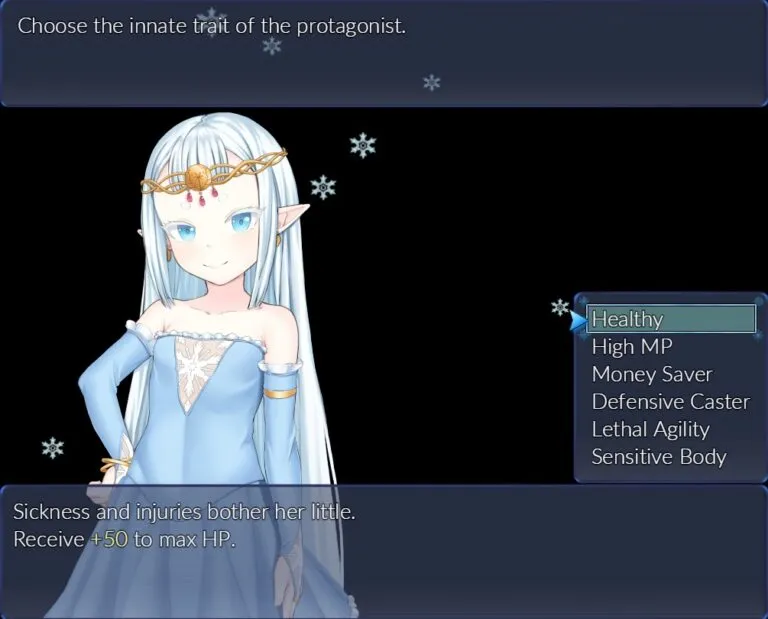 Choose the innate trait of the protagonist.
Healthy
High MP
Money Saver
Defensive Caster
Lethal Agility
Sensitive Body
Sickness and injuries bother her little.
Receive +50 to max HP.